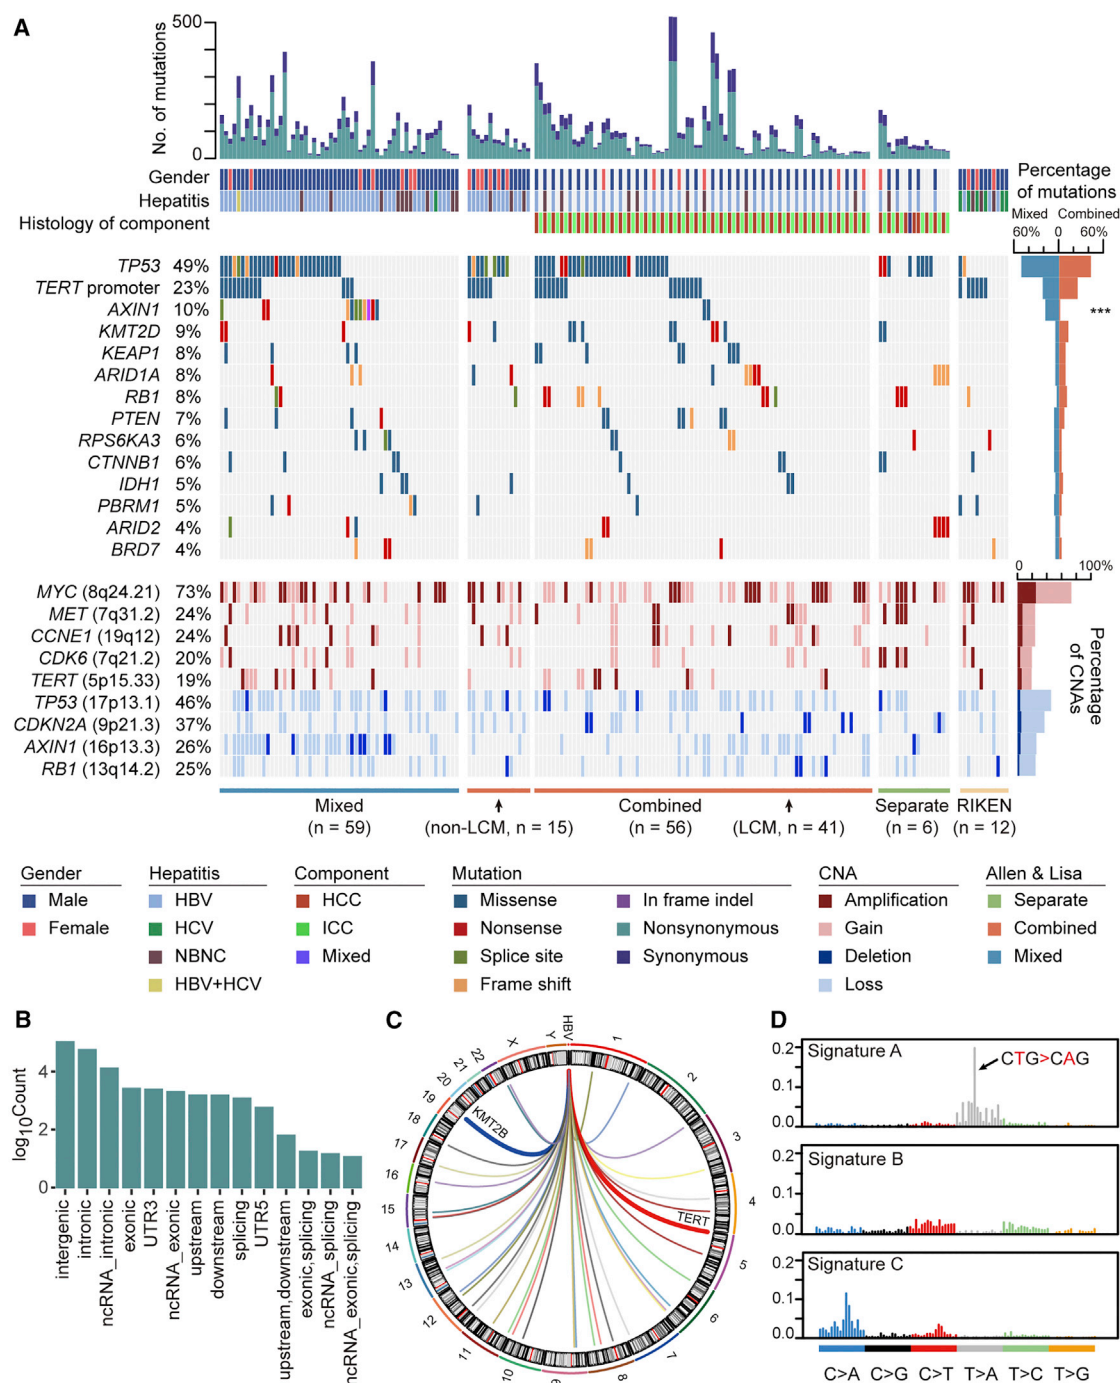 A
500
0
No. of mutations
Gender
Hepatitis
Histology of component
Percentage
of mutations
Mixed Combined
60% 0 60%
TP53 49%
TERT promoter 23%
AXIN1 10%
***
KMT2D 9%
KEAP1 8%
ARID1A 8%
RB1 8%
PTEN 7%
RPS6KA3 6%
CTNNB1 6%
IDH1 5%
PBRM1 5%
ARID2 4%
BRD7 4%
0 100%
MYC (8q24.21) 73%
MET (7q31.2) 24%
CCNE1 (19q12) 24%
CDK6 (7q21.2) 20%
TERT (5p15.33) 19%
TP53 (17p13.1) 46%
CDKN2A (9p21.3) 37%
AXIN1 (16p13.3) 26%
RB1 (13q14.2) 25%
Percentage
of CNAs
Mixed Combined Separate RIKEN
(n = 59) (non-LCM, n = 15) (n = 56) (LCM, n = 41) (n = 6) (n = 12)
Gender Hepatitis Component Mutation CNA Allen & Lisa
Male HBV HCC Missense In frame indel Amplification Separate
Female HCV ICC Nonsense Nonsynonymous Gain Combined
NBNC Mixed Splice site Synonymous Deletion Mixed
HBV+HCV Frame shift Loss
B
log10Count
4
2
0
intergenic
intronic
ncRNA_intronic
exonic
UTR3
ncRNA_exonic
upstream
downstream
splicing
UTR5
upstream,downstream
exonic,splicing
ncRNA_splicing
ncRNA_exonic,splicing
C
HBV
1
2
3
4
5
6
7
8
9
10
11
12
13
14
15
16
17
18
19
20
21
22
X
Y
KMT2B
TERT
D
Signature A
CTG>CAG
0.2
0.1
0.0
Signature B
0.2
0.1
0.0
Signature C
0.2
0.1
0.0
C>A C>G C>T T>A T>C T>G